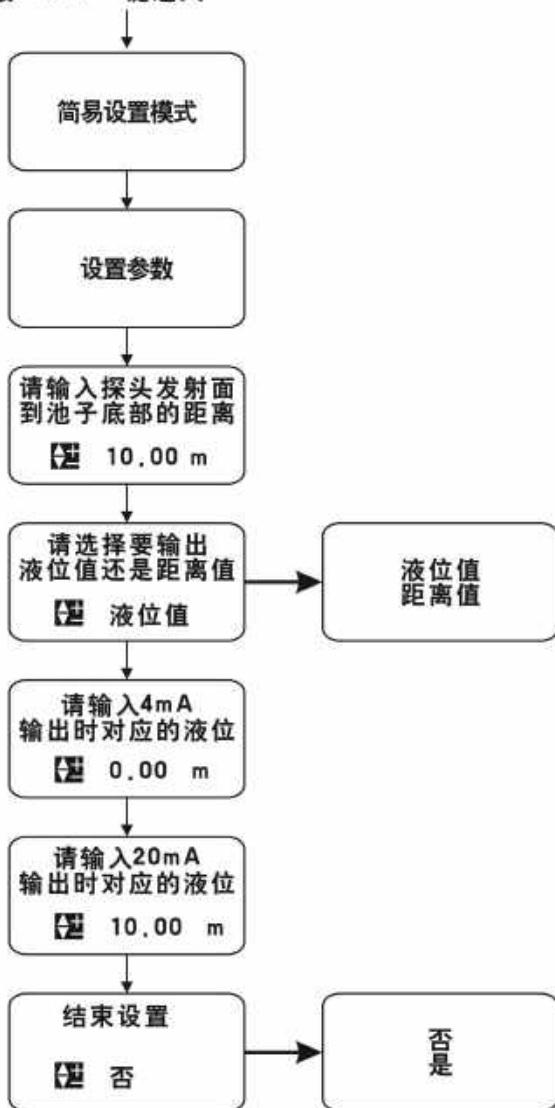 简易设置模式
设置参数
请输入探头发射面
到池子底部的距离
10.00 m
请选择要输出
液位值还是距离值
液位值
液位值
距离值
请输入4mA
输出时对应的液位
0.00 m
请输入20mA
输出时对应的液位
10.00 m
结束设置
否
否
是